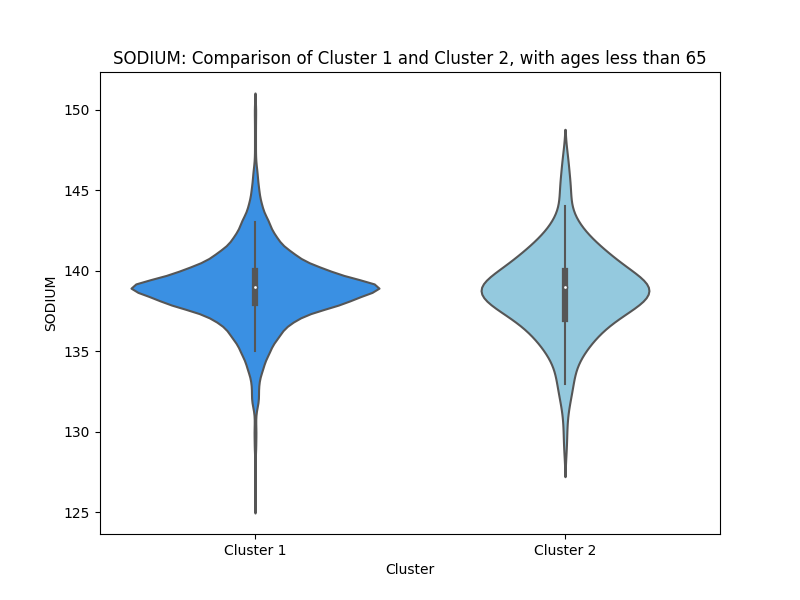 SODIUM: Comparison of Cluster 1 and Cluster 2, with ages less than 65
150
145
140
135
130
125
SODIUM
Cluster 1
Cluster 2
Cluster